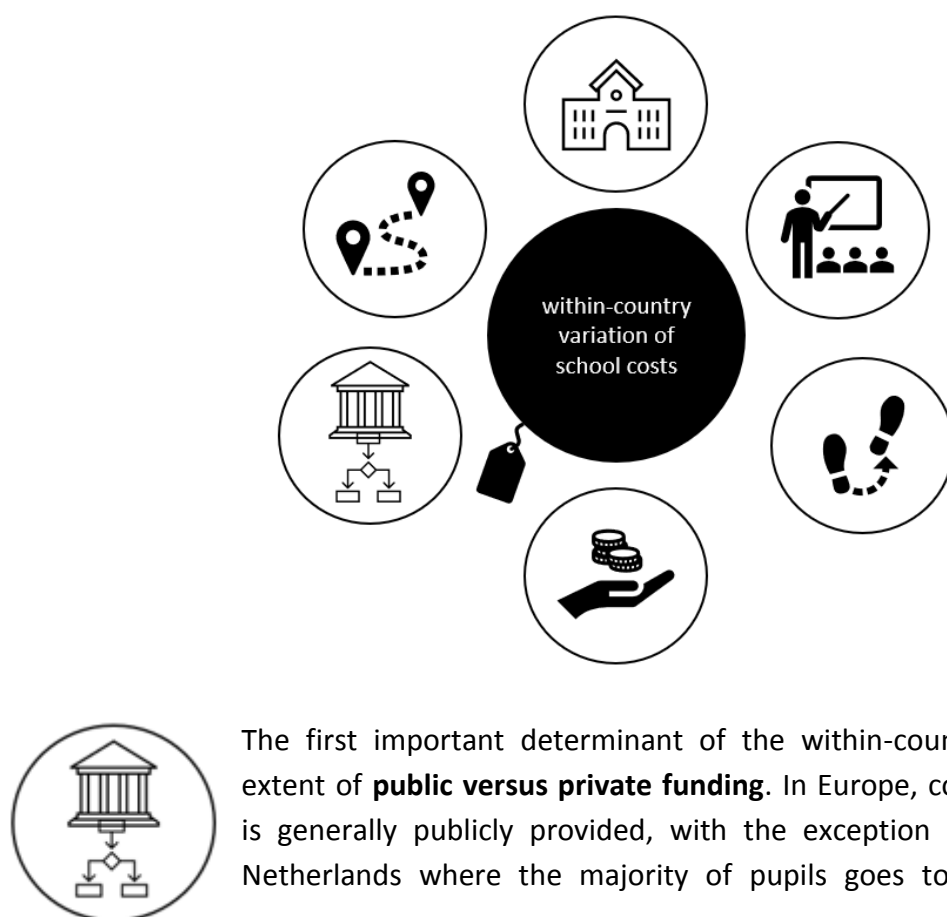 within-country
variation of
school costs
The first important determinant of the within-coun
extent of public versus private funding. In Europe, co
is generally publicly provided, with the exception
Netherlands where the majority of pupils goes to